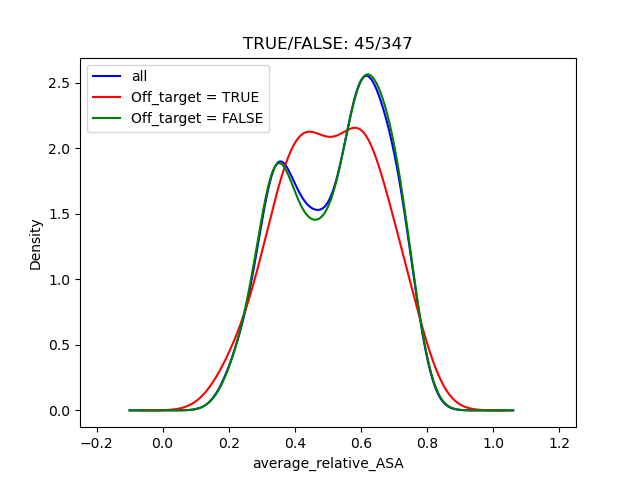 TRUE/FALSE: 45/347
all
Off_target = TRUE
Off_target = FALSE
Density
2.5
2.0
1.5
1.0
0.5
0.0
−0.2 0.0 0.2 0.4 0.6 0.8 1.0 1.2
average_relative_ASA